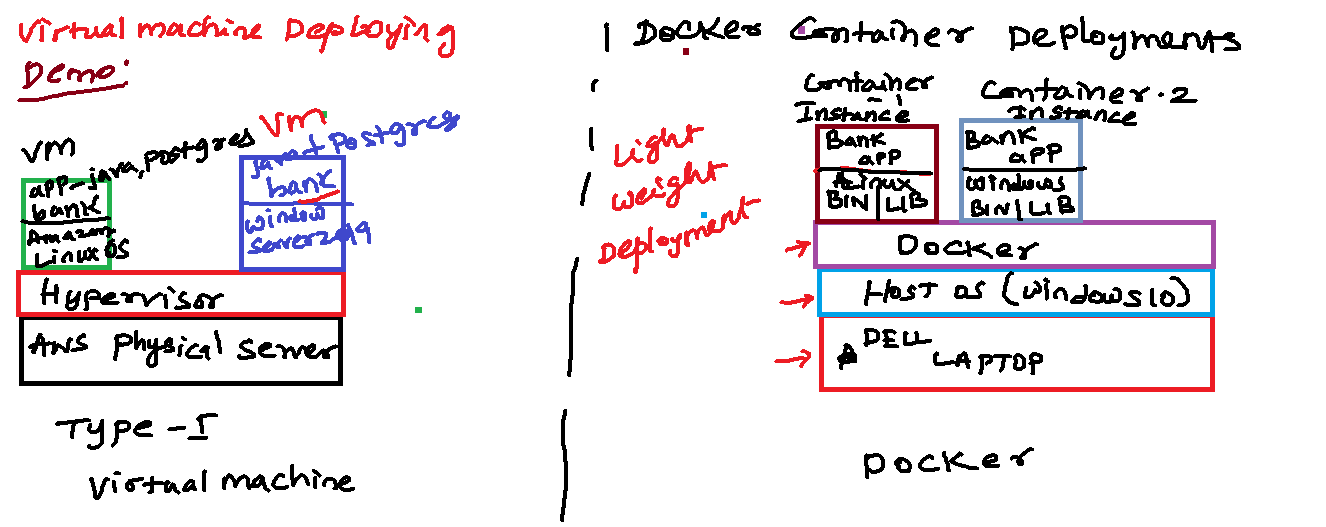 Virtual machine Deploying
Demo:
VM
app-java, postgres
bank
Amazon
Linux OS
VM
java+Postgres
bank
Window
Server 2019
Hypervisor
AWS Physical Server
TYPE-I
Virtual machine
Docker Container Deployments
Light
weight
Deployment
Container
- 1
Instance
Bank
app
Linux
BIN | LIB
Container.2
Instance
Bank
app
Windows
BIN | LIB
Docker
Host OS (Windows10)
DELL
LAPTOP
Docker